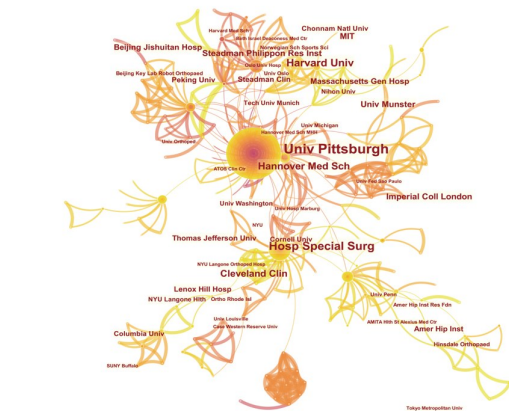 Harvard Med Sch
Chonnam Natl Univ
MIT
Beth Israel Deaconess Med Ctr
Beijing Jishuitan Hosp
Norwegian Sch Sports Sci
Steadman Philippon Res Inst
Harvard Univ
Oslo Univ Hosp
Beijing Key Lab Robot Orthopaed
Univ Oslo
Peking Univ
Steadman Clin
Massachusetts Gen Hosp
Nihon Univ
Tech Univ Munich
Univ Munster
Univ Michigan
Hannover Med Sch MHH
Univ Orthoped
Univ Pittsburgh
Hannover Med Sch
ATOS Clin Ctr
Univ Fed Sao Paulo
Imperial Coll London
Univ Washington
Univ Hosp Marburg
NYU
Thomas Jefferson Univ
Cornell Univ
Hosp Special Surg
NYU Langone Orthoped Hosp
Cleveland Clin
Lenox Hill Hosp
Univ Penn
NYU Langone Hlth
Ortho Rhode Isl
Amer Hip Inst Res Fdn
Univ Louisville
AMITA Hlth St Alexius Med Ctr
Case Western Reserve Univ
Amer Hip Inst
Columbia Univ
Hinsdale Orthopaed
SUNY Buffalo
Tokyo Metropolitan Univ